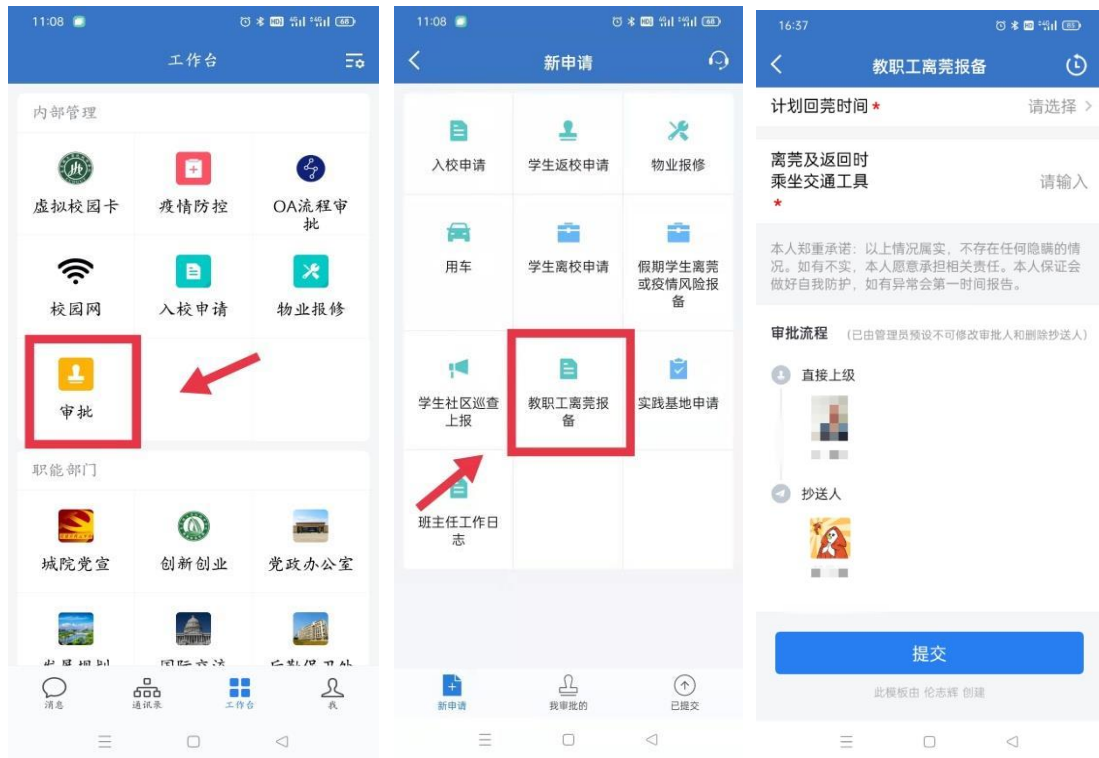 11:08
工作台
内部管理
虚拟校园卡
疫情防控
OA流程审
批
校园网
入校申请
物业报修
审批
职能部门
城院党宣
创新创业
党政办公室
消息
通讯录
工作台
我
11:08
新申请
入校申请
学生返校申请
物业报修
用车
学生离校申请
假期学生离莞
或疫情风险报
备
学生社区巡查
上报
教职工离莞报
备
实践基地申请
班主任工作日
志
新申请
我审批的
已提交
16:37
教职工离莞报备
计划回莞时间 *
请选择 >
离莞及返回时
乘坐交通工具
*
请输入
本人郑重承诺：以上情况属实，不存在任何隐瞒的情
况。如有不实，本人愿意承担相关责任。本人保证会
做好自我防护，如有异常会第一时间报告。
审批流程 （已由管理员预设不可修改审批人和删除抄送人）
直接上级
抄送人
提交
此模板由 伦志辉 创建